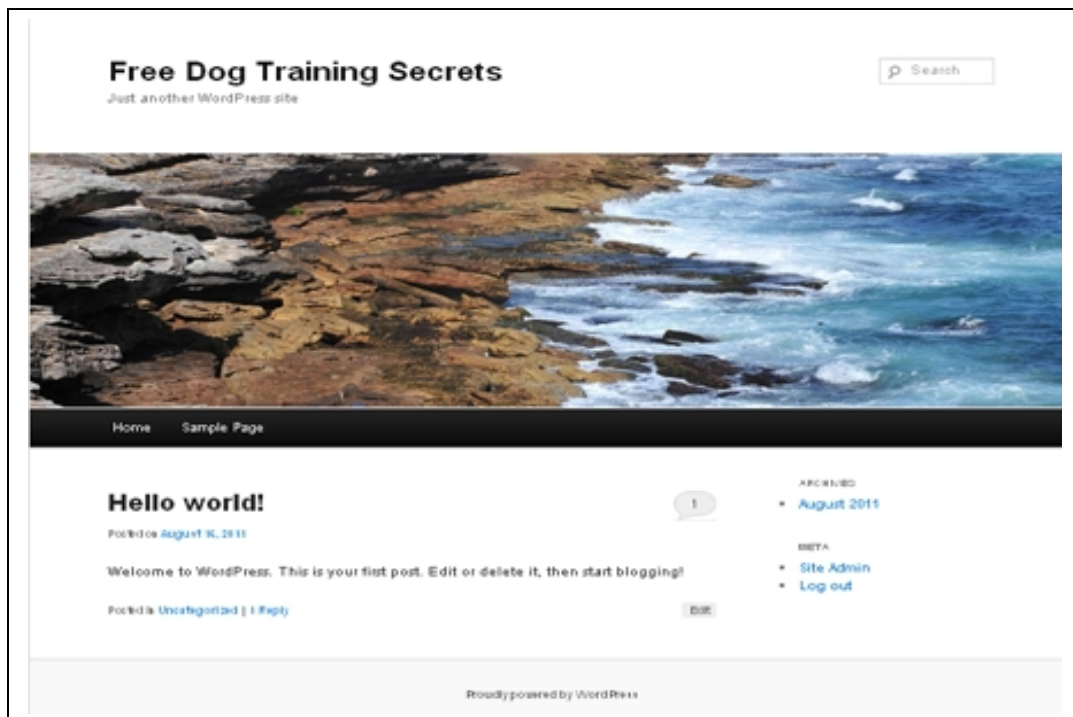 Free Dog Training Secrets
Search
Just another WordPress site
Home Sample Page
Hello world!
1
Posted on August 16, 2011
Welcome to WordPress. This is your first post. Edit or delete it, then start blogging!
Posted in Uncategorized | 1 Reply
Edit
ARCHIVES
August 2011
META
Site Admin
Log out
Proudly powered by WordPress